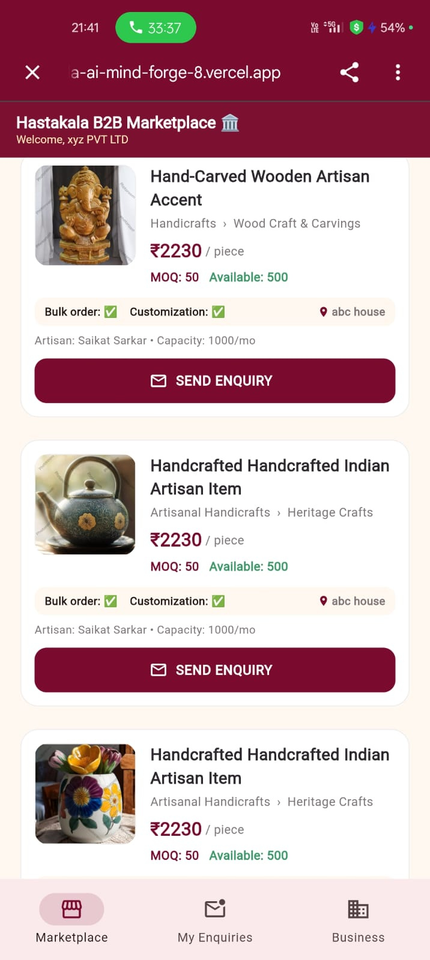 21:41
33:37
Vo LTE
5G
54%
a-ai-mind-forge-8.vercel.app
Hastakala B2B Marketplace 🏛️
Welcome, xyz PVT LTD
Hand-Carved Wooden Artisan
Accent
Handicrafts › Wood Craft & Carvings
₹2230 / piece
MOQ: 50 Available: 500
Bulk order: ✅ Customization: ✅ abc house
Artisan: Saikat Sarkar • Capacity: 1000/mo
SEND ENQUIRY
Handcrafted Handcrafted Indian
Artisan Item
Artisanal Handicrafts › Heritage Crafts
₹2230 / piece
MOQ: 50 Available: 500
Bulk order: ✅ Customization: ✅ abc house
Artisan: Saikat Sarkar • Capacity: 1000/mo
SEND ENQUIRY
Handcrafted Handcrafted Indian
Artisan Item
Artisanal Handicrafts › Heritage Crafts
₹2230 / piece
MOQ: 50 Available: 500
Marketplace
My Enquiries
Business